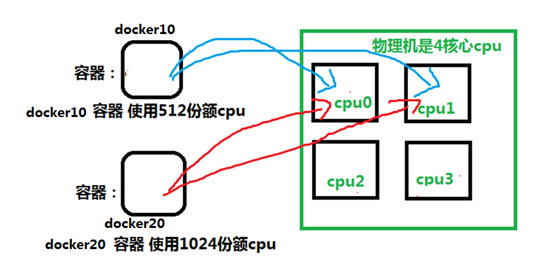 docker10
物理机是4核心cpu
容器：
cpu0
cpu1
docker10 容器 使用512份额cpu
容器：
cpu2
cpu3
docker20
docker20 容器 使用1024份额cpu